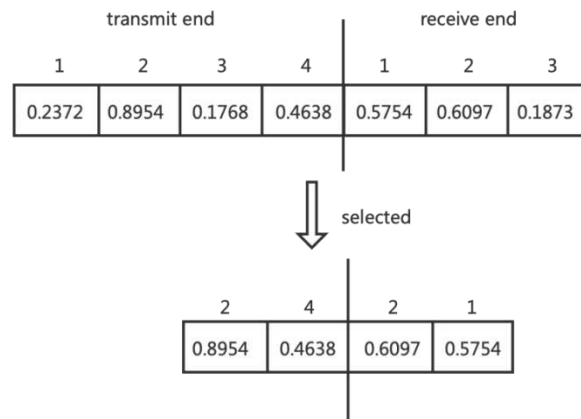 transmit end receive end
1 2 3 4 1 2 3
0.2372 0.8954 0.1768 0.4638 0.5754 0.6097 0.1873
selected
2 4 2 1
0.8954 0.4638 0.6097 0.5754